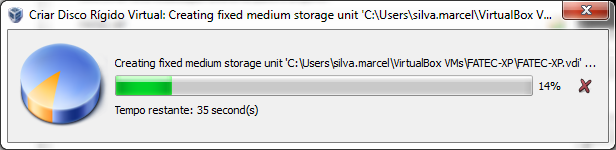 Criar Disco Rígido Virtual: Creating fixed medium storage unit 'C:\Users\silva.marcel\VirtualBox V...
Creating fixed medium storage unit 'C:\Users\silva.marcel\VirtualBox VMs\FATEC-XP\FATEC-XP.vdi' ...
14%
Tempo restante: 35 second(s)